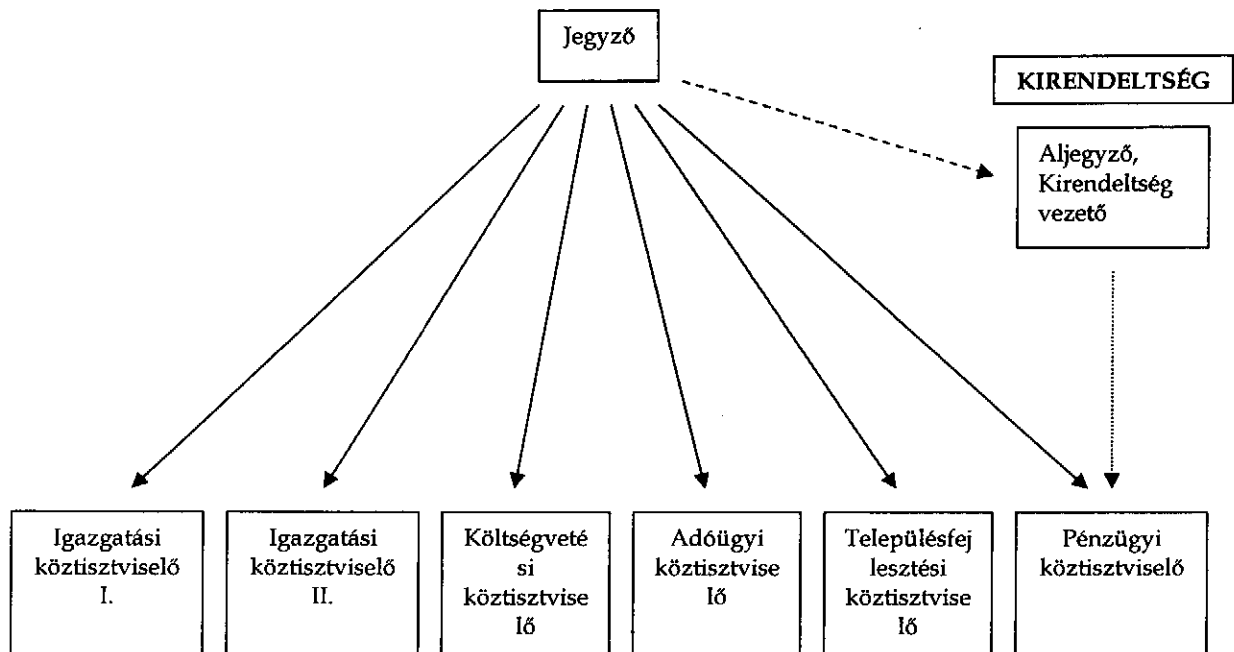 Jegyző
KIRENDELTSÉG
Aljegyző,
Kirendeltség
vezető
Igazgatási
köztisztviselő
I.
Igazgatási
köztisztviselő
II.
Költségveté
si
köztisztvise
lő
Adóügyi
köztisztvise
lő
Településfej
lesztési
köztisztvise
lő
Pénzügyi
köztisztviselő